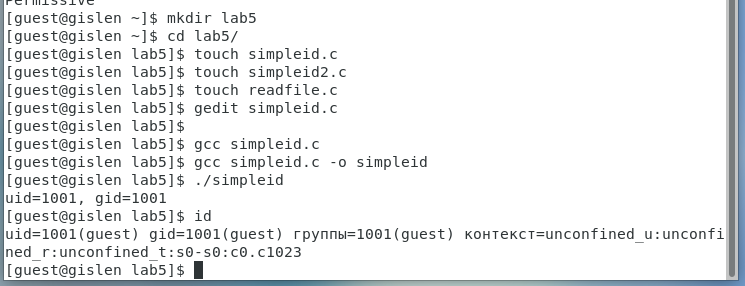 Permissive
[guest@gislen ~]$ mkdir lab5
[guest@gislen ~]$ cd lab5/
[guest@gislen lab5]$ touch simpleid.c
[guest@gislen lab5]$ touch simpleid2.c
[guest@gislen lab5]$ touch readfile.c
[guest@gislen lab5]$ gedit simpleid.c
[guest@gislen lab5]$
[guest@gislen lab5]$ gcc simpleid.c
[guest@gislen lab5]$ gcc simpleid.c -o simpleid
[guest@gislen lab5]$ ./simpleid
uid=1001, gid=1001
[guest@gislen lab5]$ id
uid=1001(guest) gid=1001(guest) группы=1001(guest) контекст=unconfined_u:unconfi
ned_r:unconfined_t:s0-s0:c0.c1023
[guest@gislen lab5]$